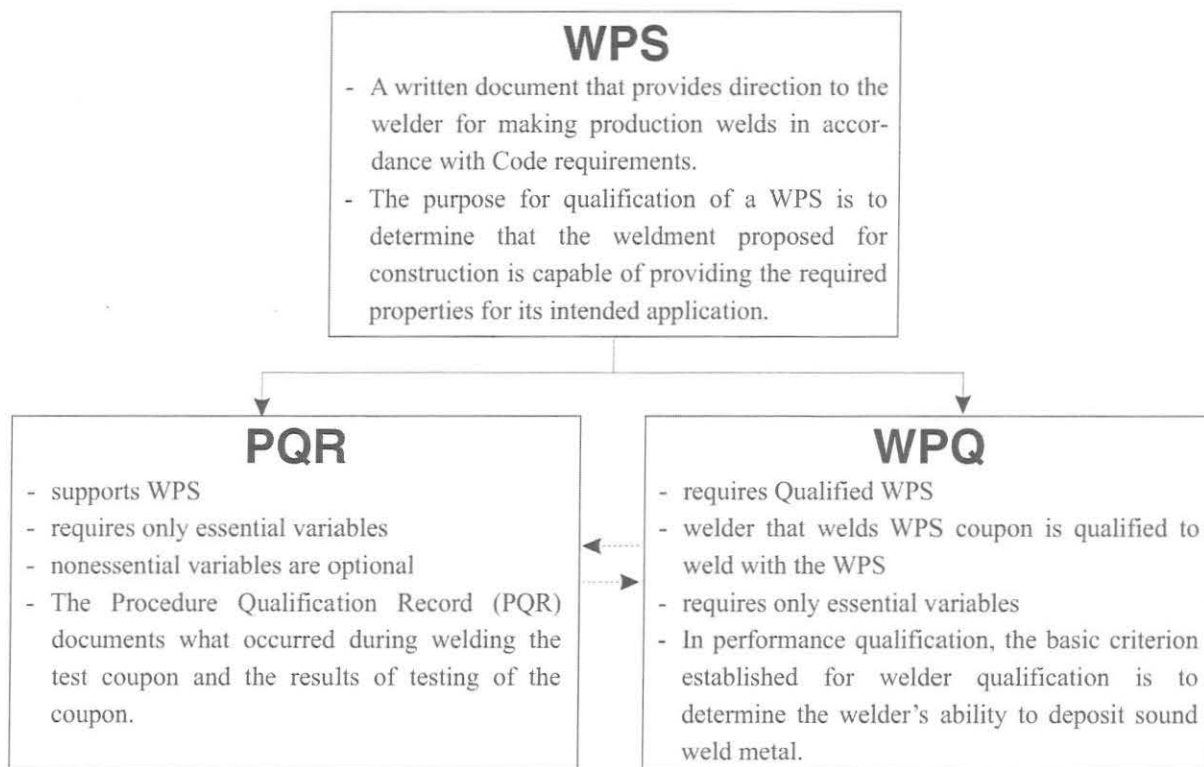 WPS
- A written document that provides direction to the
welder for making production welds in accor-
dance with Code requirements.
- The purpose for qualification of a WPS is to
determine that the weldment proposed for
construction is capable of providing the required
properties for its intended application.
PQR
- supports WPS
- requires only essential variables
- nonessential variables are optional
- The Procedure Qualification Record (PQR)
documents what occurred during welding the
test coupon and the results of testing of the
coupon.
WPQ
- requires Qualified WPS
- welder that welds WPS coupon is qualified to
weld with the WPS
- requires only essential variables
- In performance qualification, the basic criterion
established for welder qualification is to
determine the welder's ability to deposit sound
weld metal.